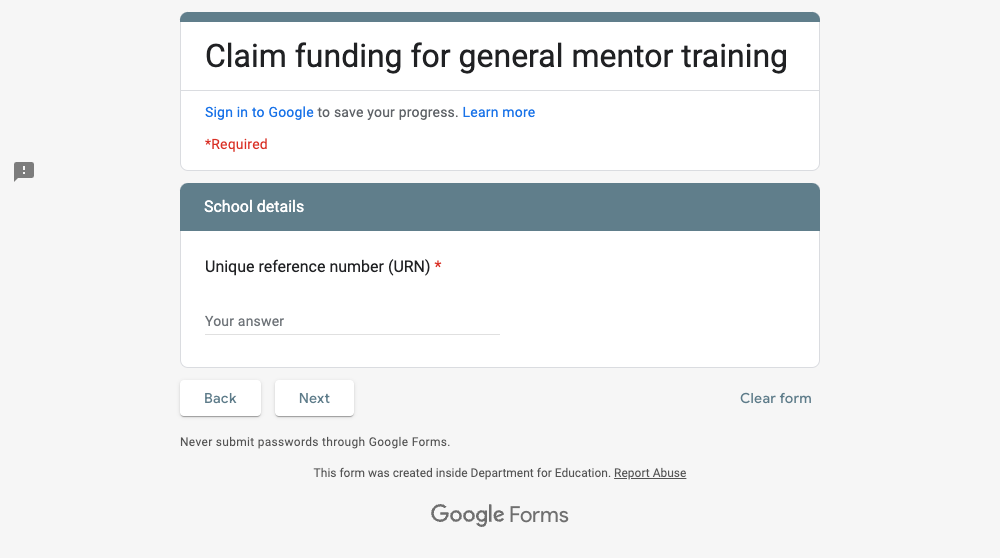 Claim funding for general mentor training
Sign in to Google to save your progress. Learn more
*Required
School details
Unique reference number (URN) *
Your answer
Back
Next
Clear form
Never submit passwords through Google Forms.
This form was created inside Department for Education. Report Abuse
Google Forms